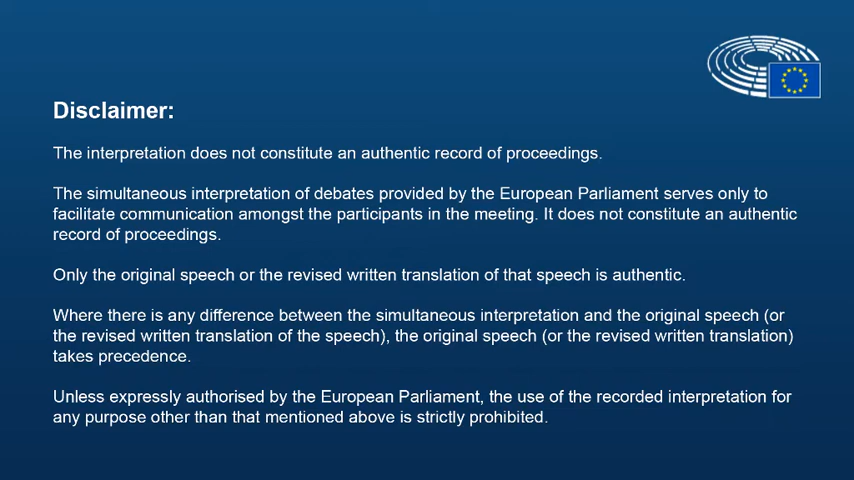 Disclaimer:
The interpretation does not constitute an authentic record of proceedings.
The simultaneous interpretation of debates provided by the European Parliament serves only to
facilitate communication amongst the participants in the meeting. It does not constitute an authentic
record of proceedings.
Only the original speech or the revised written translation of that speech is authentic.
Where there is any difference between the simultaneous interpretation and the original speech (or
the revised written translation of the speech), the original speech (or the revised written translation)
takes precedence.
Unless expressly authorised by the European Parliament, the use of the recorded interpretation for
any purpose other than that mentioned above is strictly prohibited.